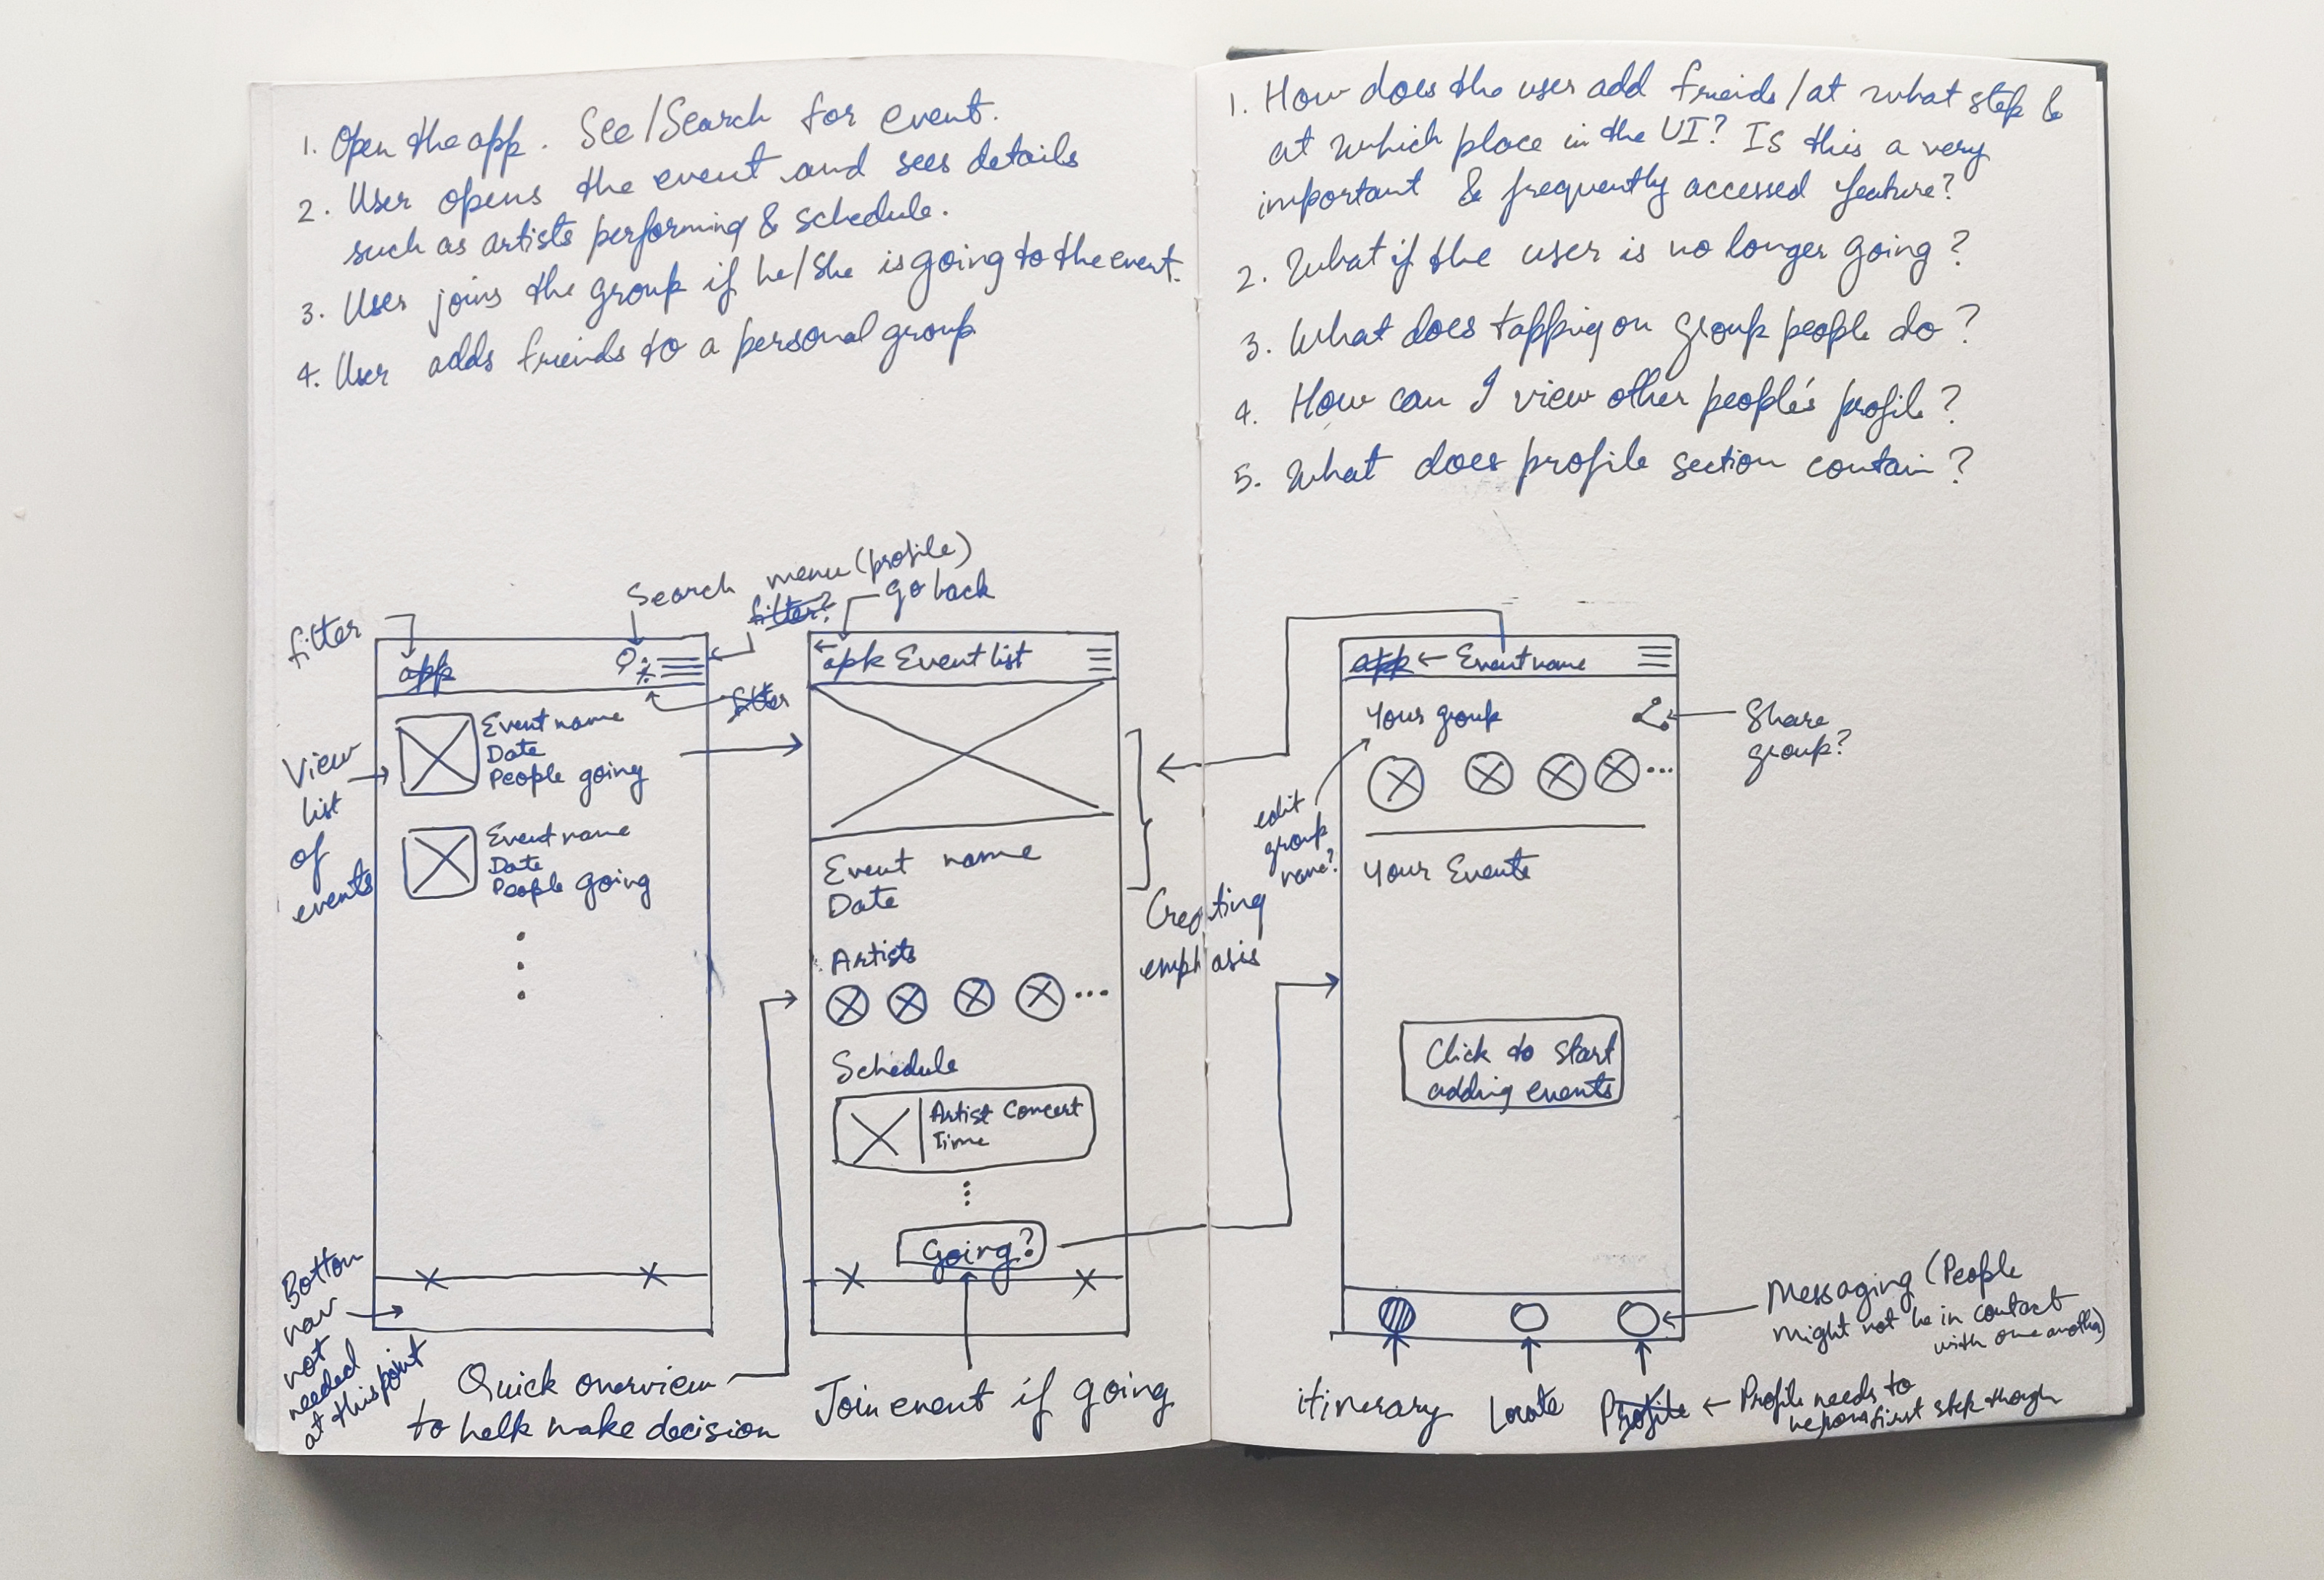 1. Open the app. See/Search for event.
2. User opens the event and sees details
such as artists performing & schedule.
3. User joins the group if he/she is going to the event.
4. User adds friends to a personal group
Search
menu (profile)
filter?
go back
filter
app
filter
View
list
of
events
Event name
Date
People going
Event name
Date
People going
Bottom
nav
not
needed
at this point
Quick overview
to help make decision
app Event list
Event name
Date
Artists
...
Schedule
Artist Concert
Time
Going?
Join event if going
Creating
emphasis
1. How does the user add friends/at what step &
at which place in the UI? Is this a very
important & frequently accessed feature?
2. What if the user is no longer going?
3. What does tapping on group people do?
4. How can I view other people's profile?
5. What does profile section contain?
app ← Event name
Your group
...
Share
group?
edit
group
name?
Your Events
Click to start
adding events
Messaging (People
might not be in contact
with one another)
itinerary
Locate
Profile ← Profile needs to
be first step though